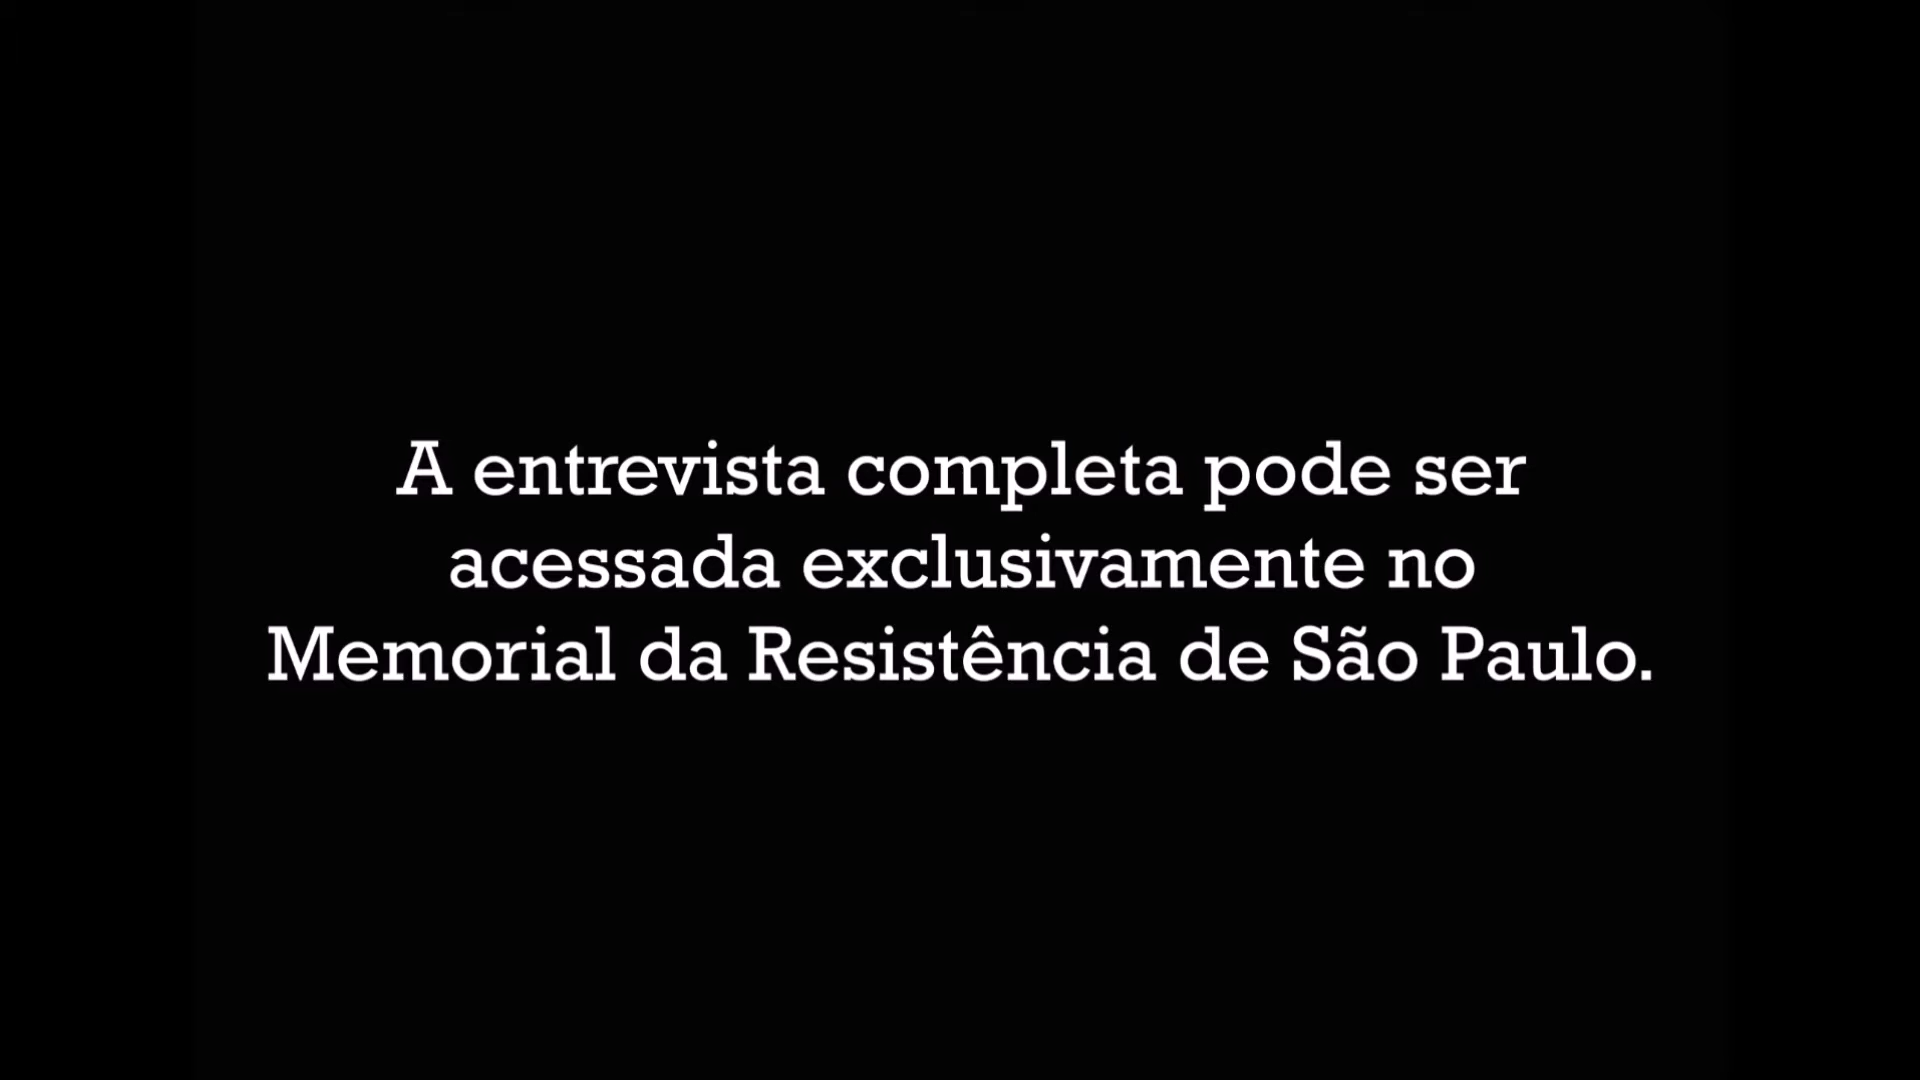 A entrevista completa pode ser
acessada exclusivamente no
Memorial da Resistência de São Paulo.